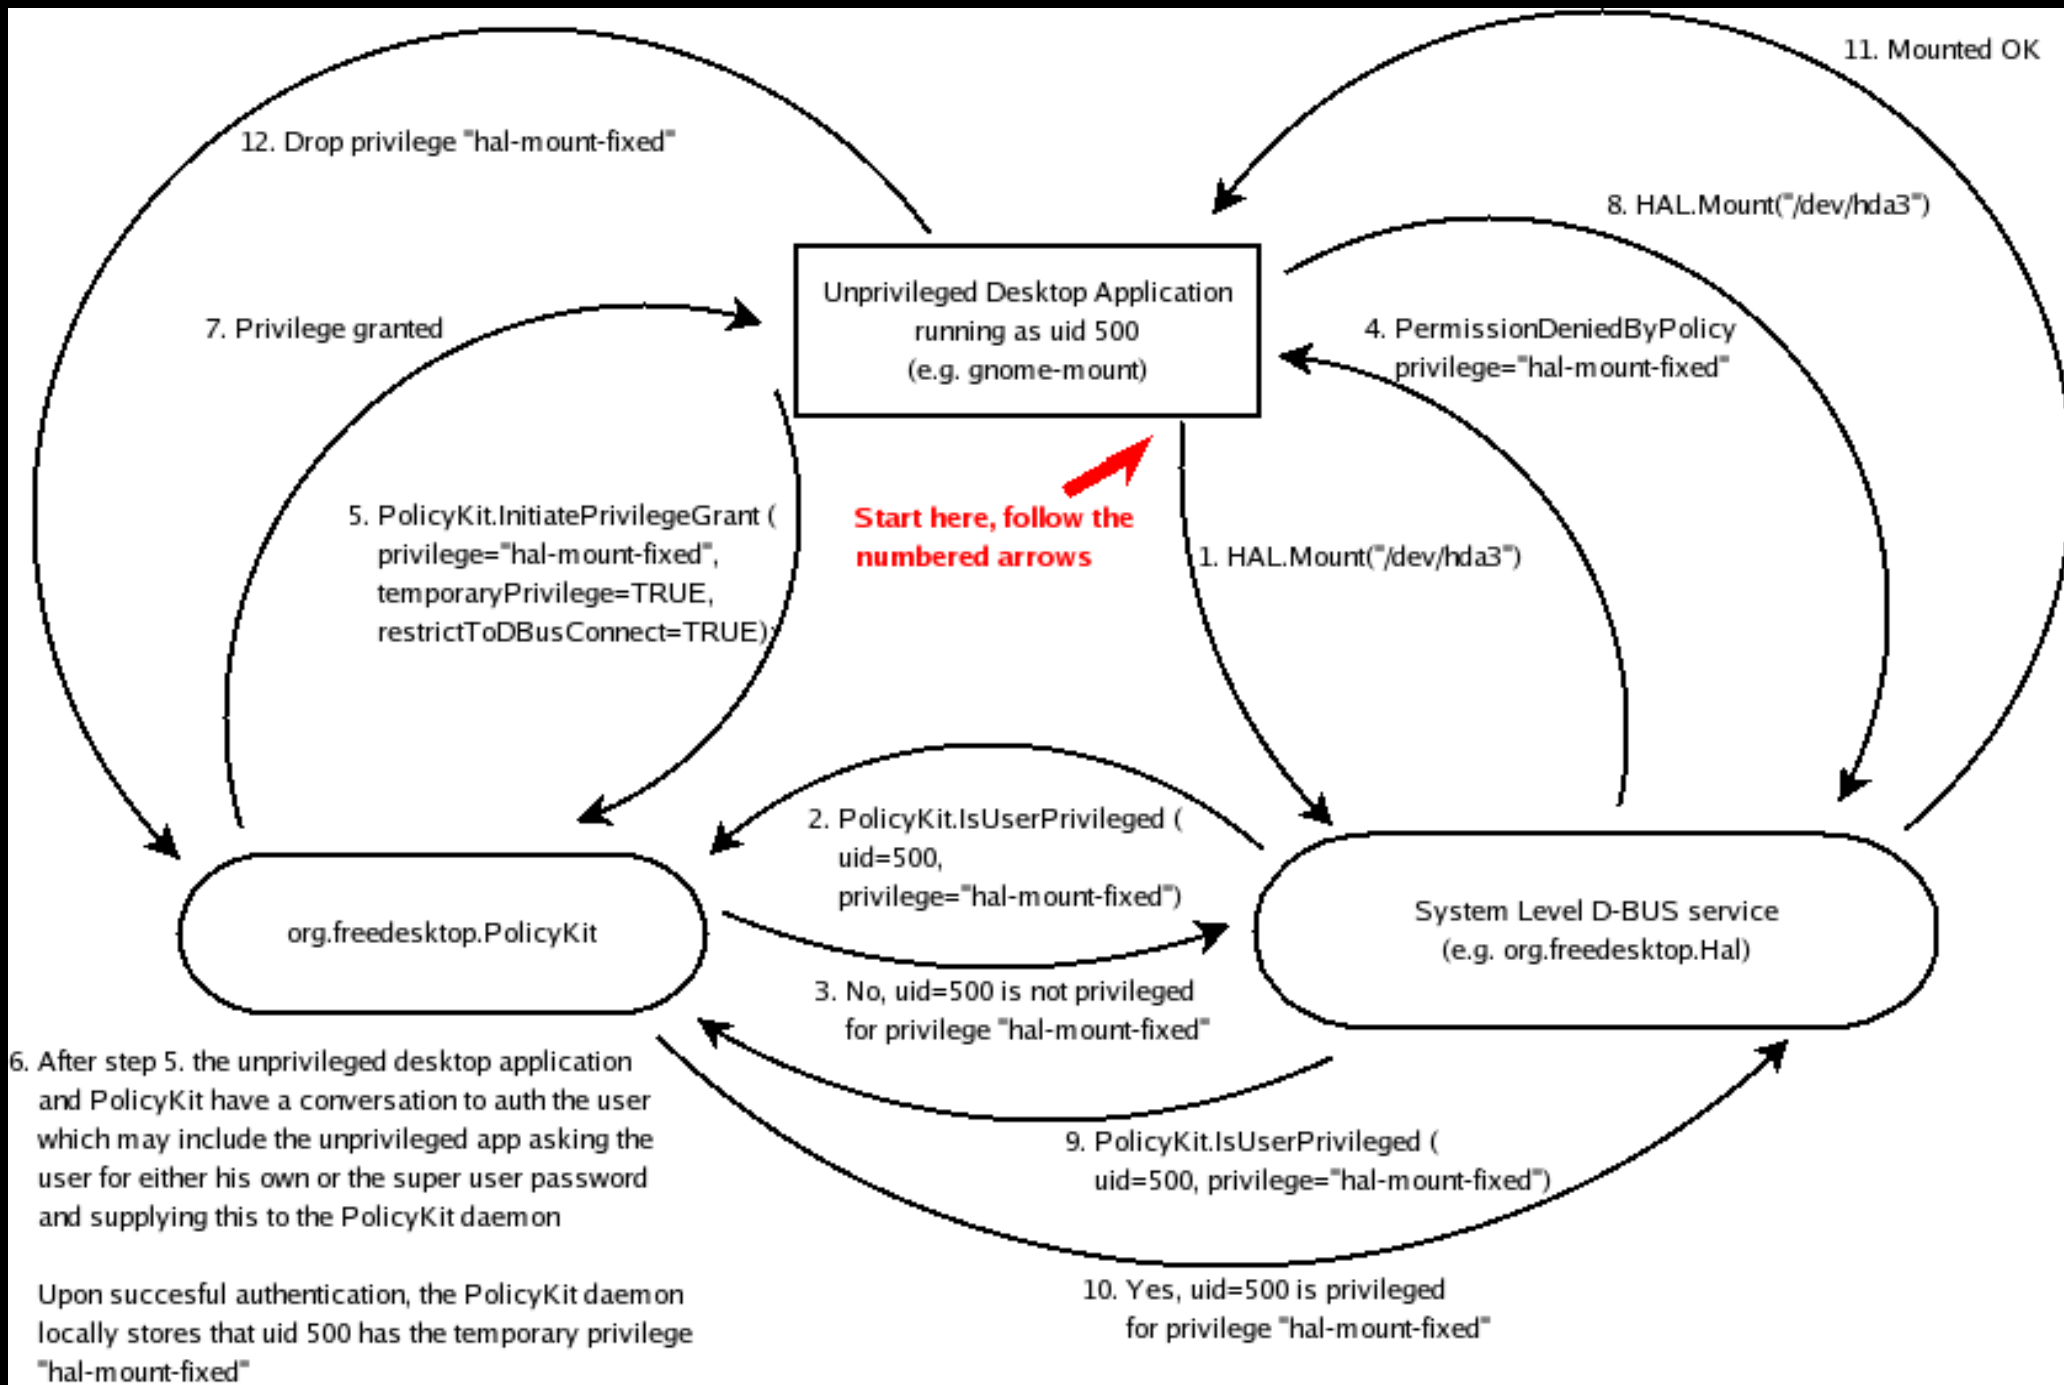 11. Mounted OK
12. Drop privilege "hal-mount-fixed"
8. HAL.Mount("/dev/hda3")
Unprivileged Desktop Application
running as uid 500
(e.g. gnome-mount)
7. Privilege granted
4. PermissionDeniedByPolicy
privilege="hal-mount-fixed"
5. PolicyKit.InitiatePrivilegeGrant (
privilege="hal-mount-fixed",
temporaryPrivilege=TRUE,
restrictToDBusConnect=TRUE);
Start here, follow the
numbered arrows
1. HAL.Mount("/dev/hda3")
2. PolicyKit.IsUserPrivileged (
uid=500,
privilege="hal-mount-fixed")
org.freedesktop.PolicyKit
System Level D-BUS service
(e.g. org.freedesktop.Hal)
3. No, uid=500 is not privileged
for privilege "hal-mount-fixed"
6. After step 5. the unprivileged desktop application
and PolicyKit have a conversation to auth the user
which may include the unprivileged app asking the
user for either his own or the super user password
and supplying this to the PolicyKit daemon
Upon succesful authentication, the PolicyKit daemon
locally stores that uid 500 has the temporary privilege
"hal-mount-fixed"
9. PolicyKit.IsUserPrivileged (
uid=500, privilege="hal-mount-fixed")
10. Yes, uid=500 is privileged
for privilege "hal-mount-fixed"